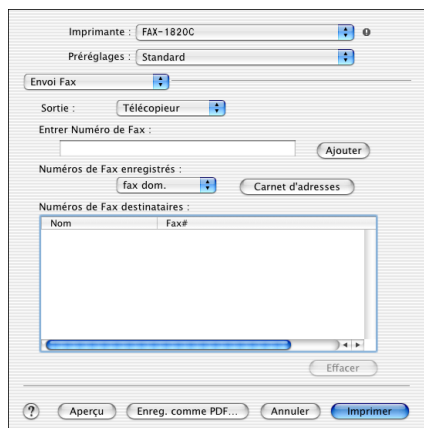 Imprimante : FAX-1820C
Préréglages : Standard
Envoi Fax
Sortie : Télécopieur
Entrer Numéro de Fax :
Ajouter
Numéros de Fax enregistrés :
fax dom. Carnet d'adresses
Numéros de Fax destinataires :
Nom Fax#
Effacer
? Aperçu Enreg. comme PDF... Annuler Imprimer